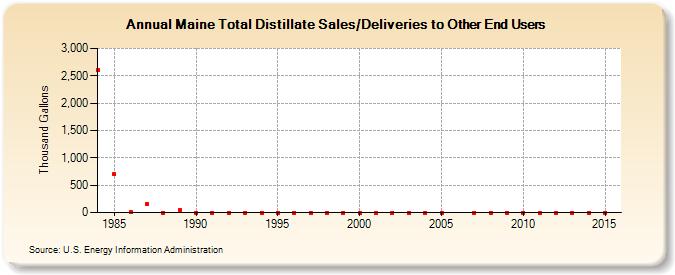 Annual Maine Total Distillate Sales/Deliveries to Other End Users
Thousand Gallons
3,000
2,500
2,000
1,500
1,000
500
0
1985 1990 1995 2000 2005 2010 2015
Source: U.S. Energy Information Administration